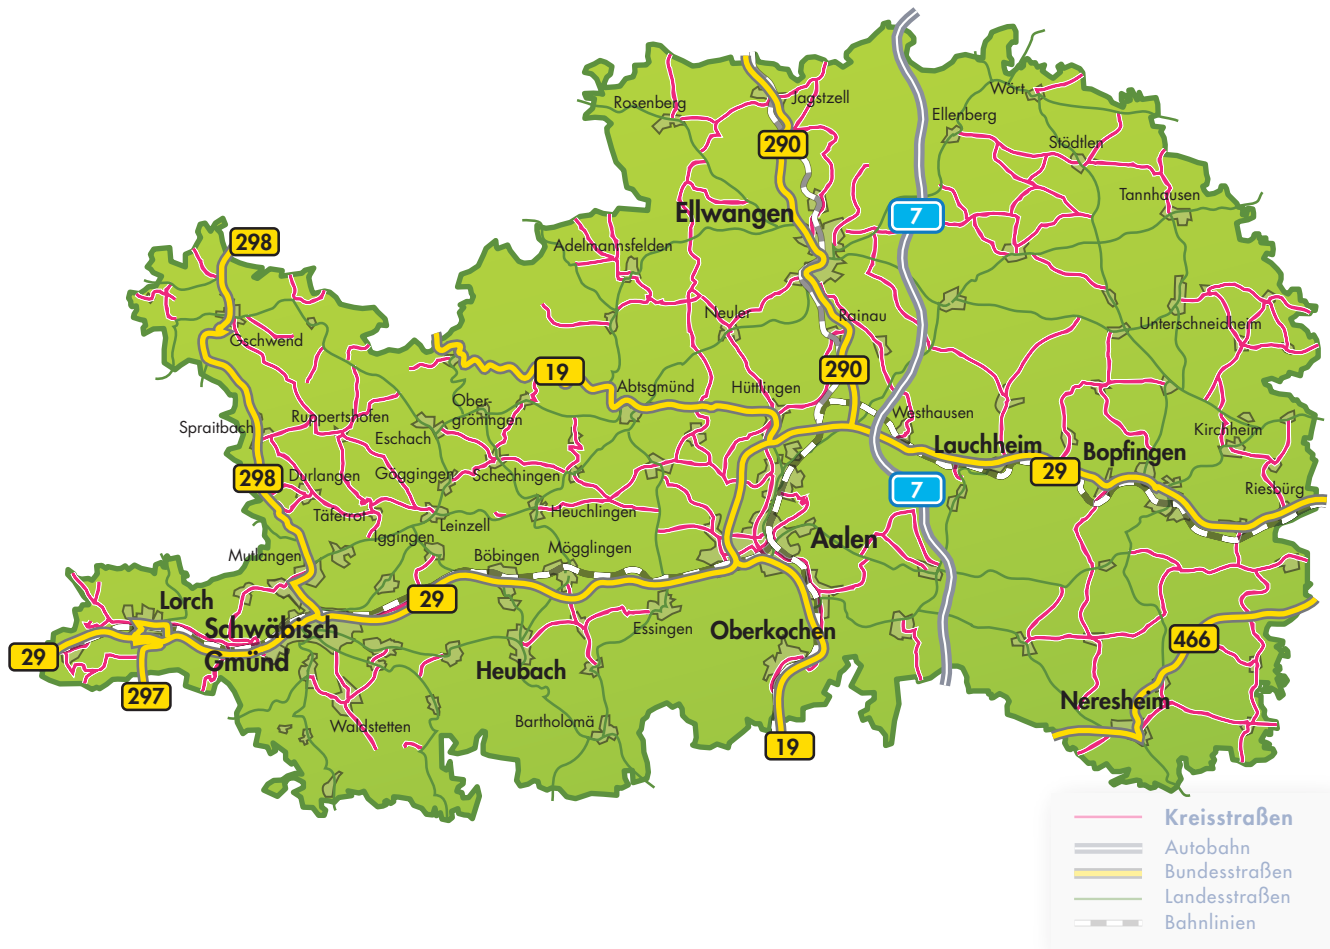 Wört
Jagstzell
Rosenberg
Ellenberg
290
Stödtlen
Tannhausen
Ellwangen
7
298
Adelmannsfelden
Neuler
Rainau
Unterschneidheim
Gschwend
19
290
Abtsgmünd
Hüttlingen
Ober-
gröningen
Ruppertshofen
Westhausen
Spraitbach
Eschach
Kirchheim
Lauchheim
Bopfingen
298
Durlangen
Göggingen
Schechingen
29
7
Riesbürg
Täferrot
Heuchlingen
Leinzell
Iggingen
Aalen
Mutlangen
Böbingen
Mögglingen
Lorch
29
Schwäbisch
Gmünd
Essingen
Oberkochen
466
29
Heubach
297
Neresheim
Waldstetten
Bartholomä
19
Kreisstraßen
Autobahn
Bundesstraßen
Landesstraßen
Bahnlinien